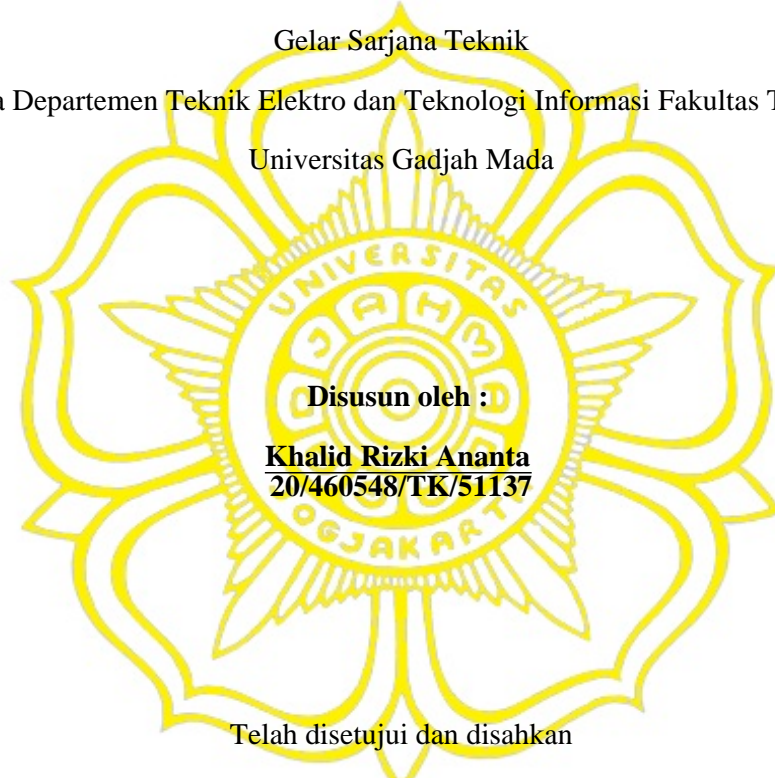 Gelar Sarjana Teknik
Departemen Teknik Elektro dan Teknologi Informasi Fakultas
Universitas Gadjah Mada
UNIVERSITAS
Disusun oleh :
Khalid Rizki Ananta
20/460548/TK/51137
Telah disetujui dan disahkan